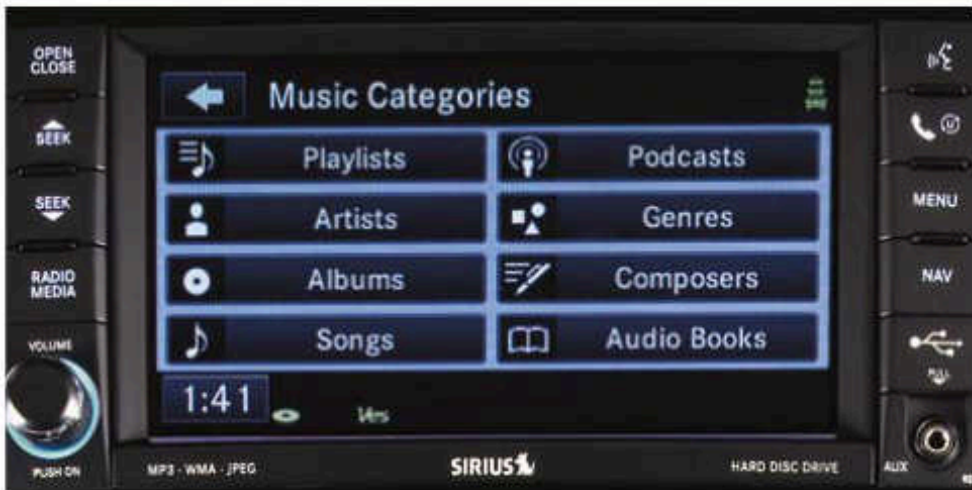 OPEN
CLOSE
SEEK
SEEK
RADIO
MEDIA
VOLUME
PUSH ON
Music Categories
Playlists
Podcasts
Artists
Genres
Albums
Composers
Songs
Audio Books
1:41
MP3 · WMA · JPEG
SIRIUS
HARD DISC DRIVE
MENU
NAV
PULL
AUX